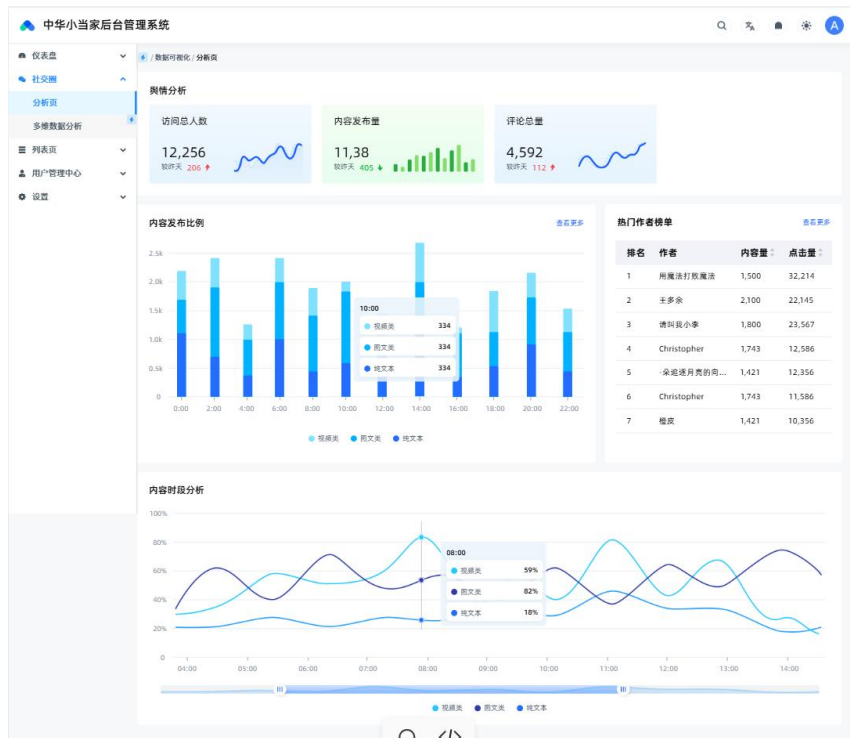 中华小当家后台管理系统
A
仪表盘
社交圈
分析页
多维数据分析
列表页
用户管理中心
设置
/ 数据可视化 / 分析页
舆情分析
访问总人数
12,256
较昨天 206
内容发布量
11,38
较昨天 405
评论总量
4,592
较昨天 112
内容发布比例
查看更多
2.5k
2.0k
1.5k
1.0k
0.5k
0
0:00 2:00 4:00 6:00 8:00 10:00 12:00 14:00 16:00 18:00 20:00 22:00
10:00
视频类 334
图文类 334
纯文本 334
视频类 图文类 纯文本
热门作者榜单
查看更多
排名 作者 内容量 点击量
1 用魔法打败魔法 1,500 32,214
2 王多余 2,100 22,145
3 请叫我小李 1,800 23,567
4 Christopher 1,743 12,586
5 ·朵追逐月亮的向... 1,421 12,356
6 Christopher 1,743 11,586
7 橙皮 1,421 10,356
内容时段分析
100%
80%
60%
40%
20%
0
04:00 05:00 06:00 07:00 08:00 09:00 10:00 11:00 12:00 13:00 14:00
08:00
视频类 59%
图文类 82%
纯文本 18%
视频类 图文类 纯文本